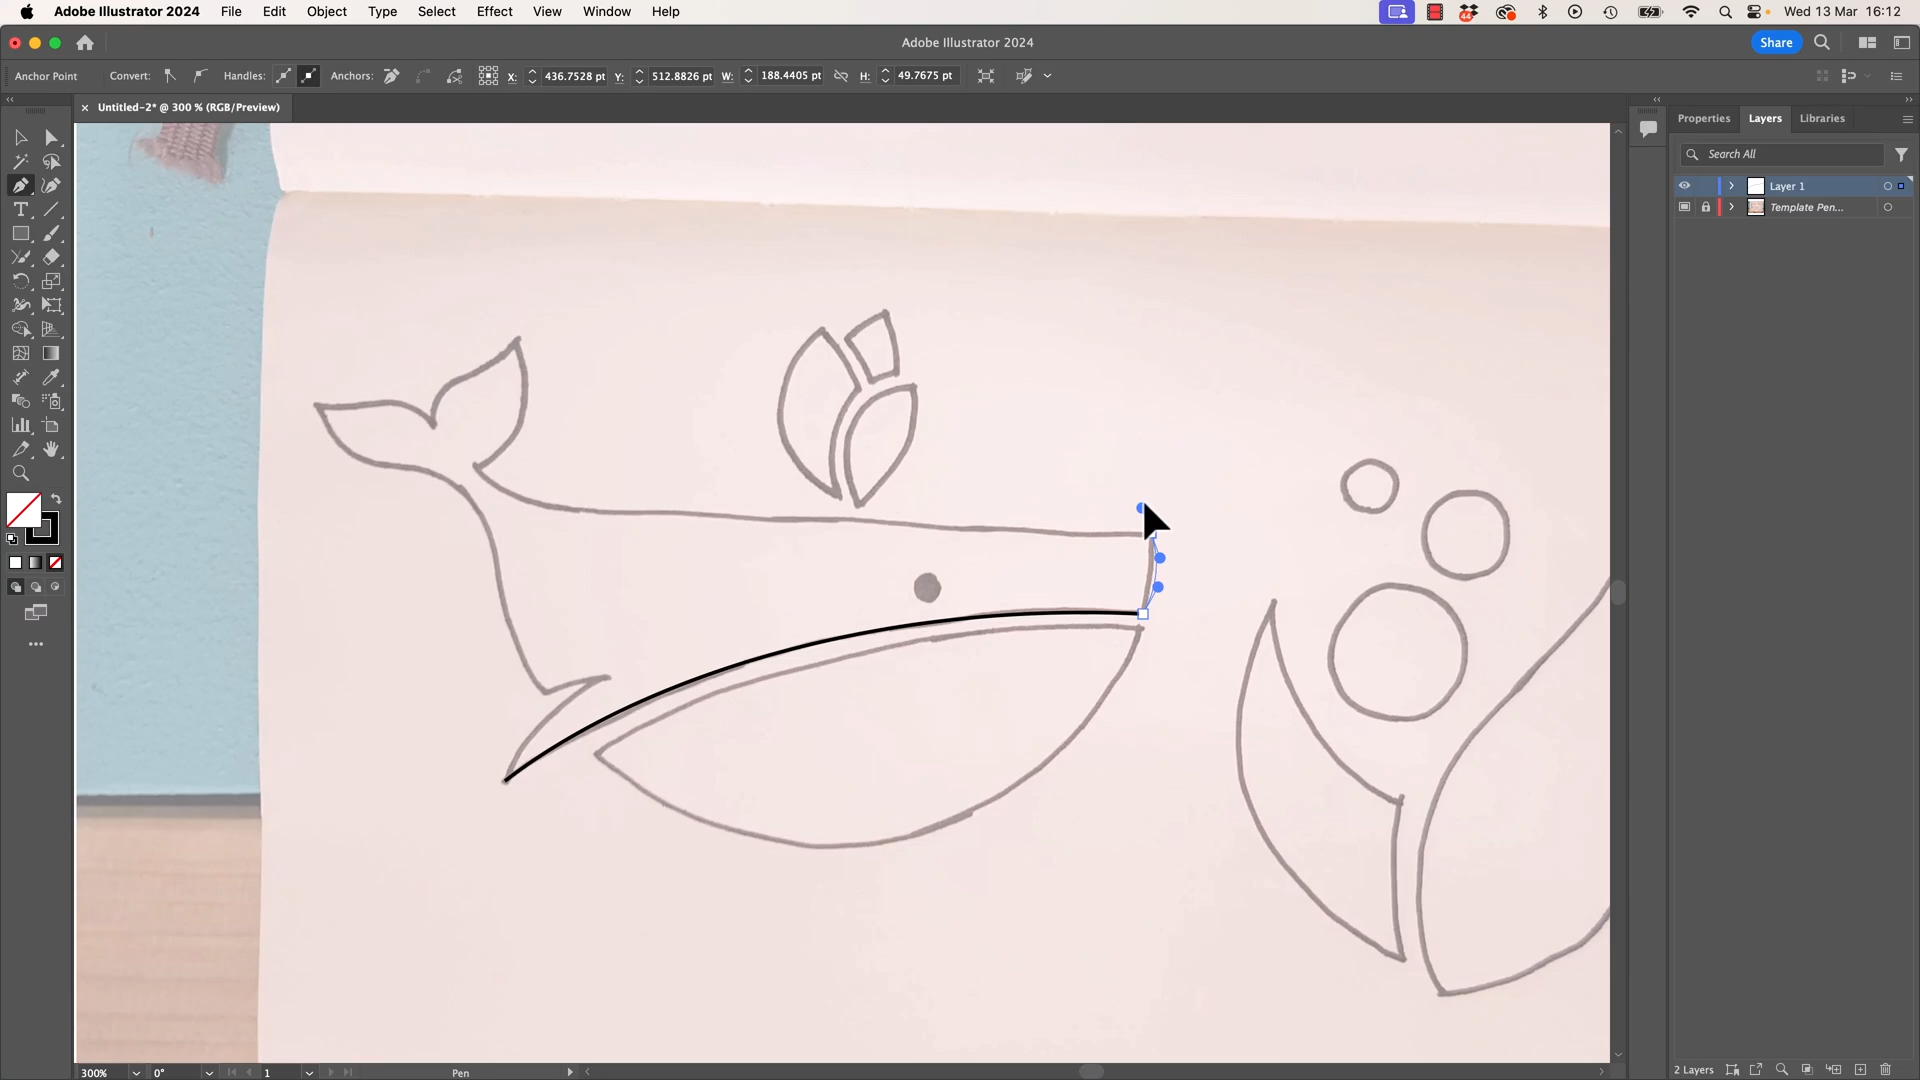 Adobe Illustrator 2024 File Edit Object Type Select Effect View Window Help 44 Wed 13 Mar 16:12
Adobe Illustrator 2024 Share
Anchor Point Convert: Handles: Anchors: X: 436.7528 pt Y: 512.8826 pt W: 188.4405 pt H: 49.7675 pt
× Untitled-2* @ 300 % (RGB/Preview)
Properties Layers Libraries
Search All
Layer 1
Template Pen...
300% 0° 1 Pen
2 Layers